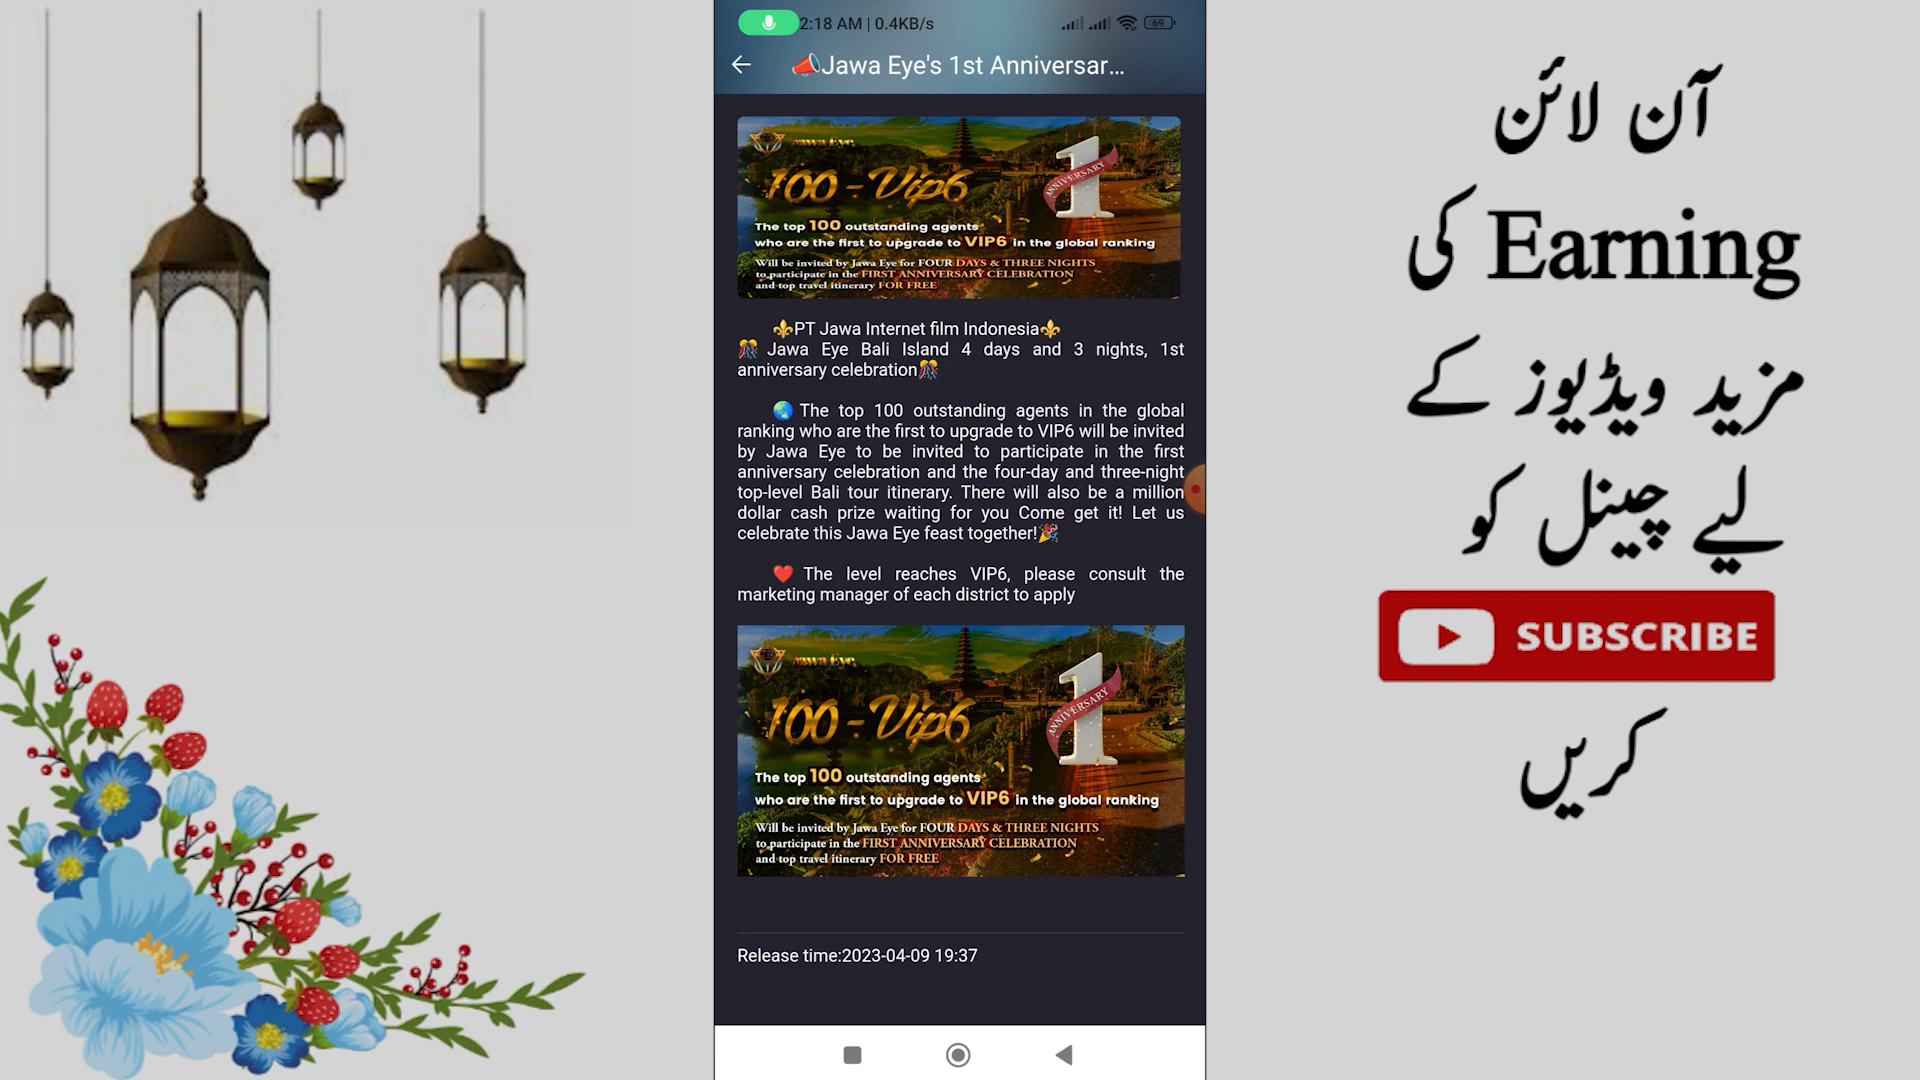 2:18 AM | 0.4KB/s
69
📣Jawa Eye's 1st Anniversar...
Jawa Eye
100 - Vip6
1
ANNIVERSARY
The top 100 outstanding agents
who are the first to upgrade to VIP6 in the global ranking
Will be invited by Jawa Eye for FOUR DAYS & THREE NIGHTS
to participate in the FIRST ANNIVERSARY CELEBRATION
and top travel itinerary FOR FREE
⚜️PT Jawa Internet film Indonesia⚜️
🎊 Jawa Eye Bali Island 4 days and 3 nights, 1st
anniversary celebration🎊
🌏 The top 100 outstanding agents in the global
ranking who are the first to upgrade to VIP6 will be invited
by Jawa Eye to be invited to participate in the first
anniversary celebration and the four-day and three-night
top-level Bali tour itinerary. There will also be a million
dollar cash prize waiting for you Come get it! Let us
celebrate this Jawa Eye feast together!🎉
❤️ The level reaches VIP6, please consult the
marketing manager of each district to apply
Jawa Eye
100 - Vip6
1
ANNIVERSARY
The top 100 outstanding agents
who are the first to upgrade to VIP6 in the global ranking
Will be invited by Jawa Eye for FOUR DAYS & THREE NIGHTS
to participate in the FIRST ANNIVERSARY CELEBRATION
and top travel itinerary FOR FREE
Release time:2023-04-09 19:37
آن لائن
Earning کی
مزید ویڈیوز کے
لیے چینل کو
SUBSCRIBE
کریں